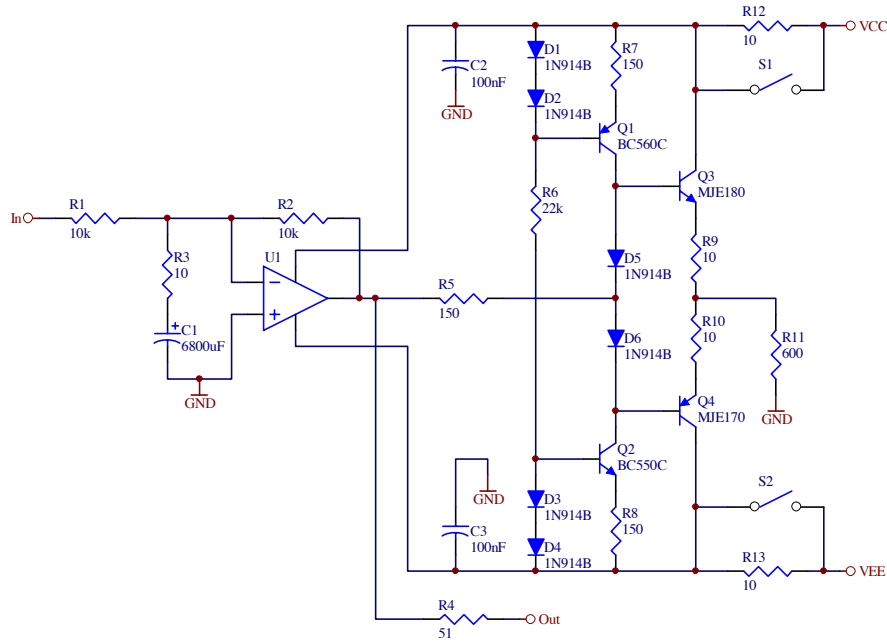 R12
10
VCC
S1
D1
1N914B
R7
150
C2
100nF
GND
D2
1N914B
Q1
BC560C
Q3
MJE180
R6
22k
R1
10k
In
R2
10k
R3
10
U1
R9
10
D5
1N914B
R5
150
C1
6800uF
GND
D6
1N914B
R10
10
R11
600
GND
Q4
MJE170
Q2
BC550C
GND
S2
D3
1N914B
R8
150
C3
100nF
D4
1N914B
R13
10
VEE
R4
51
Out